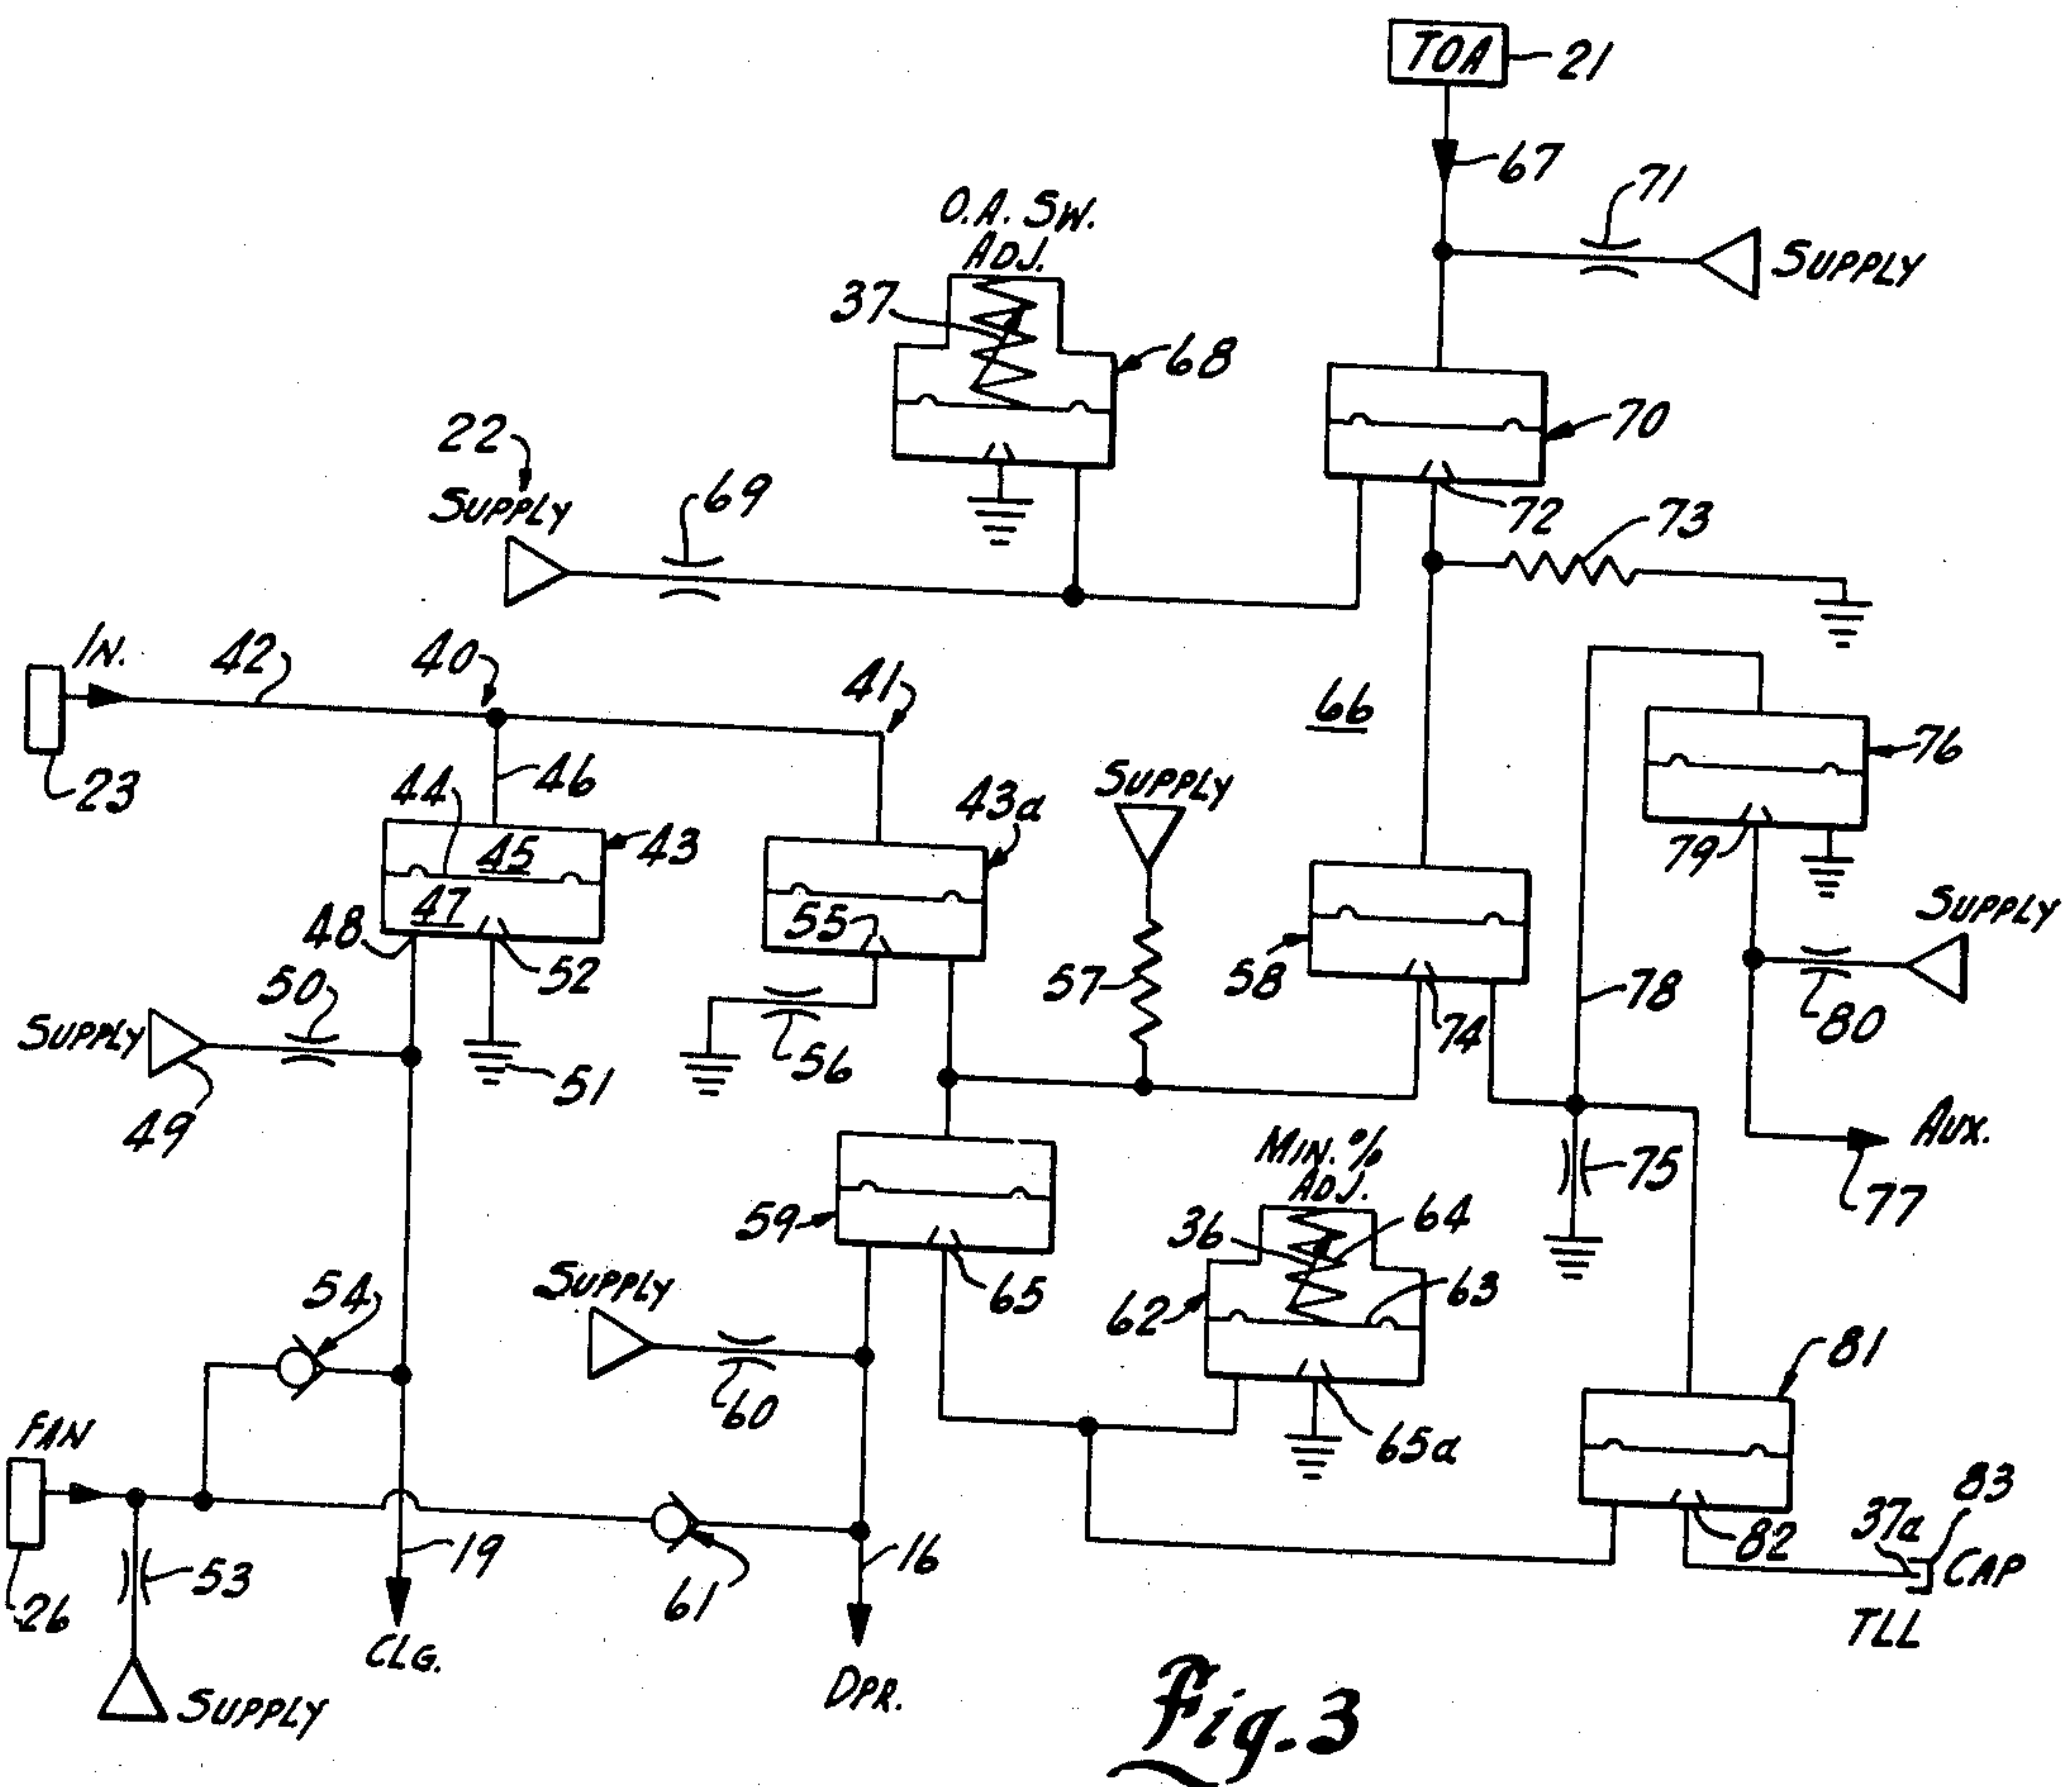 TOA
21
67
71
SUPPLY
O.A. SW.
ADJ.
37
68
70
22
SUPPLY
69
72
73
IN.
42
40
41
66
23
44
46
45
43
43a
SUPPLY
76
79
47
48
52
55
57
58
74
78
SUPPLY
80
50
SUPPLY
49
51
56
AUX.
77
MIN. %
ADJ.
75
59
65
36
64
62
63
54
SUPPLY
60
65a
81
FAN
26
53
19
61
16
82
37a
83
CAP
TLL
CLG.
DPR.
SUPPLY
Fig. 3